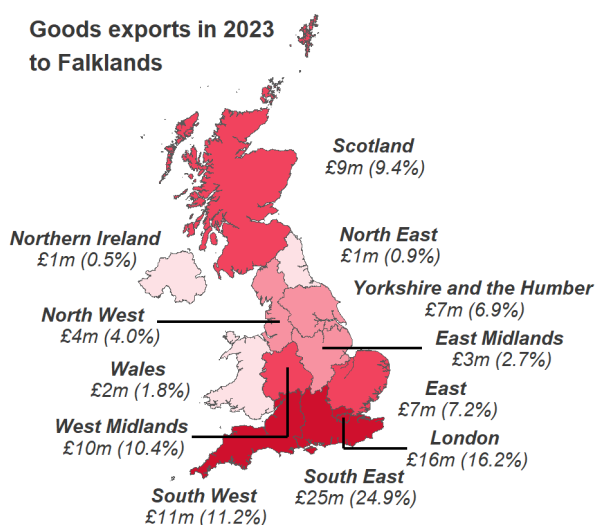 Goods exports in 2023
to Falklands
Scotland
£9m (9.4%)
Northern Ireland
£1m (0.5%)
North East
£1m (0.9%)
Yorkshire and the Humber
£7m (6.9%)
North West
£4m (4.0%)
East Midlands
£3m (2.7%)
Wales
£2m (1.8%)
East
£7m (7.2%)
West Midlands
£10m (10.4%)
London
£16m (16.2%)
South East
£25m (24.9%)
South West
£11m (11.2%)